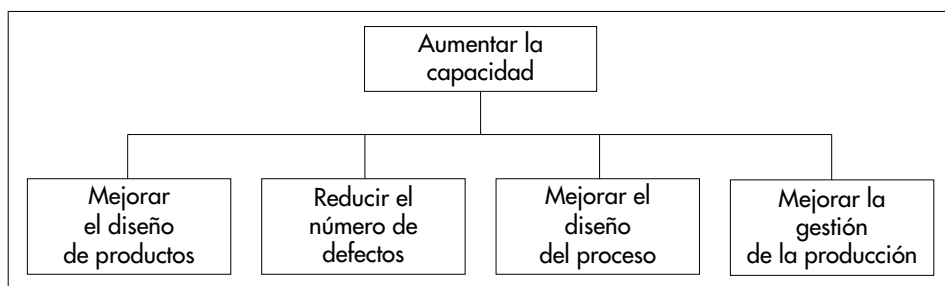 Aumentar la
capacidad
Mejorar
el diseño
de productos
Reducir el
número de
defectos
Mejorar el
diseño
del proceso
Mejorar la
gestión
de la producción